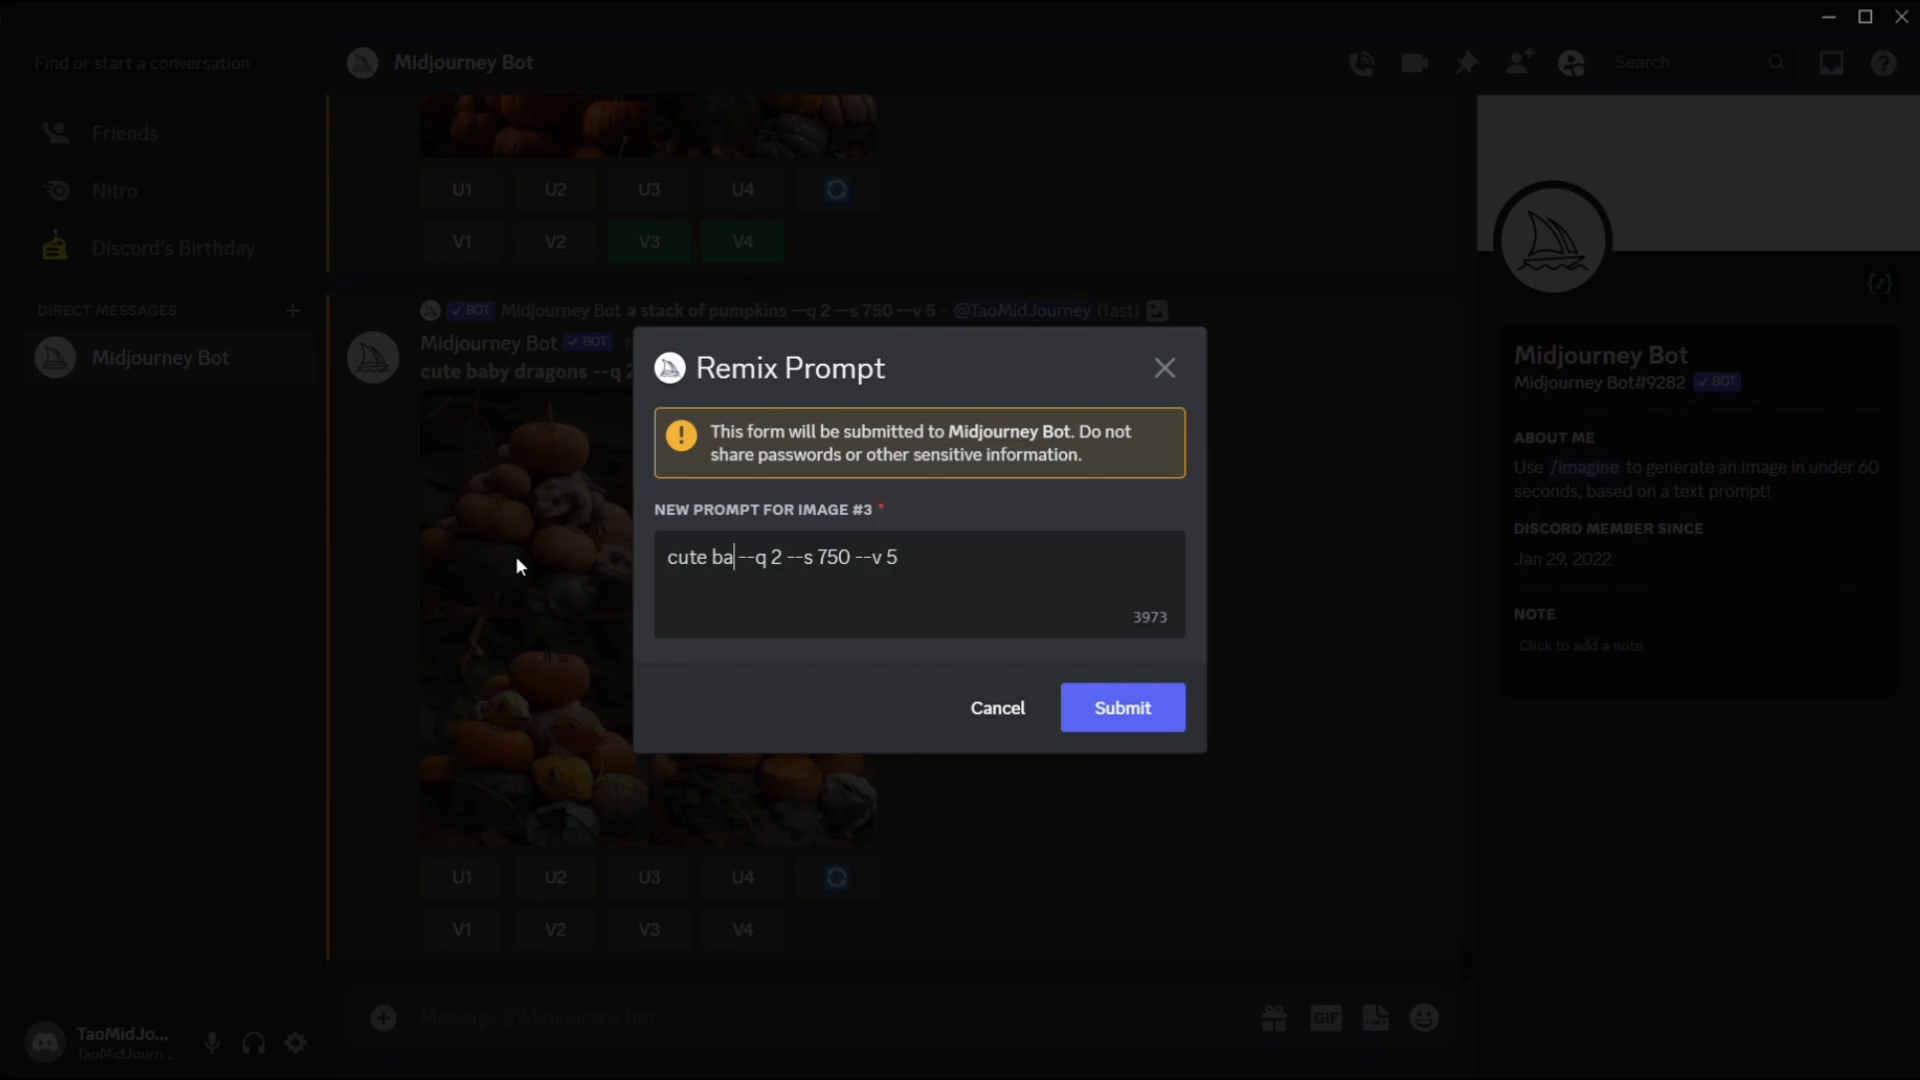 Find or start a conversation
Midjourney Bot
Search
Friends
Nitro
Discord's Birthday
DIRECT MESSAGES
Midjourney Bot
U1 U2 U3 U4
V1 V2 V3 V4
✓ BOT Midjourney Bot a stack of pumpkins --q 2 --s 750 --v 5 - @TaoMidJourney (fast)
Midjourney Bot ✓ BOT
cute baby dragons --q 2
Remix Prompt
This form will be submitted to Midjourney Bot. Do not
share passwords or other sensitive information.
NEW PROMPT FOR IMAGE #3 *
cute ba --q 2 --s 750 --v 5
3973
Cancel
Submit
U1 U2 U3 U4
V1 V2 V3 V4
Message @Midjourney Bot
GIF
TaoMidJo...
TaoMidJourn...
Midjourney Bot
Midjourney Bot#9282 ✓ BOT
ABOUT ME
Use /imagine to generate an image in under 60
seconds, based on a text prompt!
DISCORD MEMBER SINCE
Jan 29, 2022
NOTE
Click to add a note